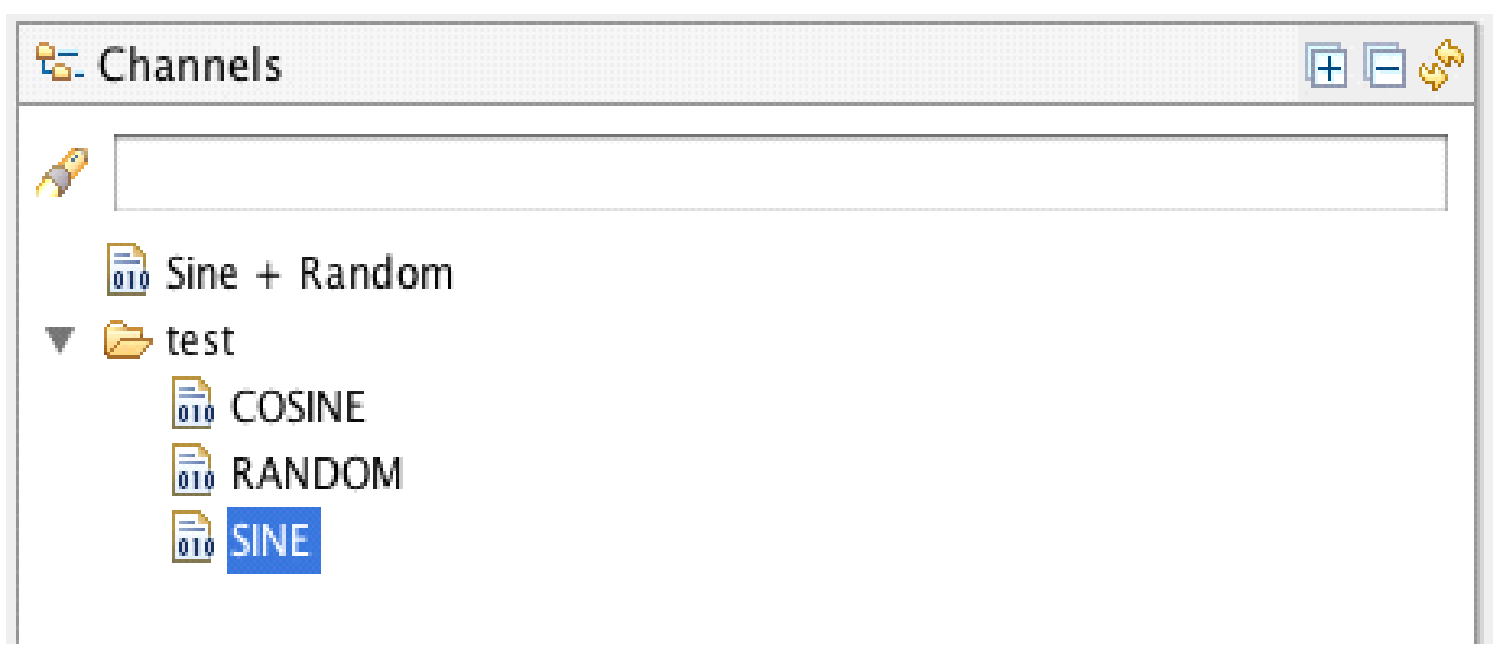 Channels
Sine + Random
test
COSINE
RANDOM
SINE